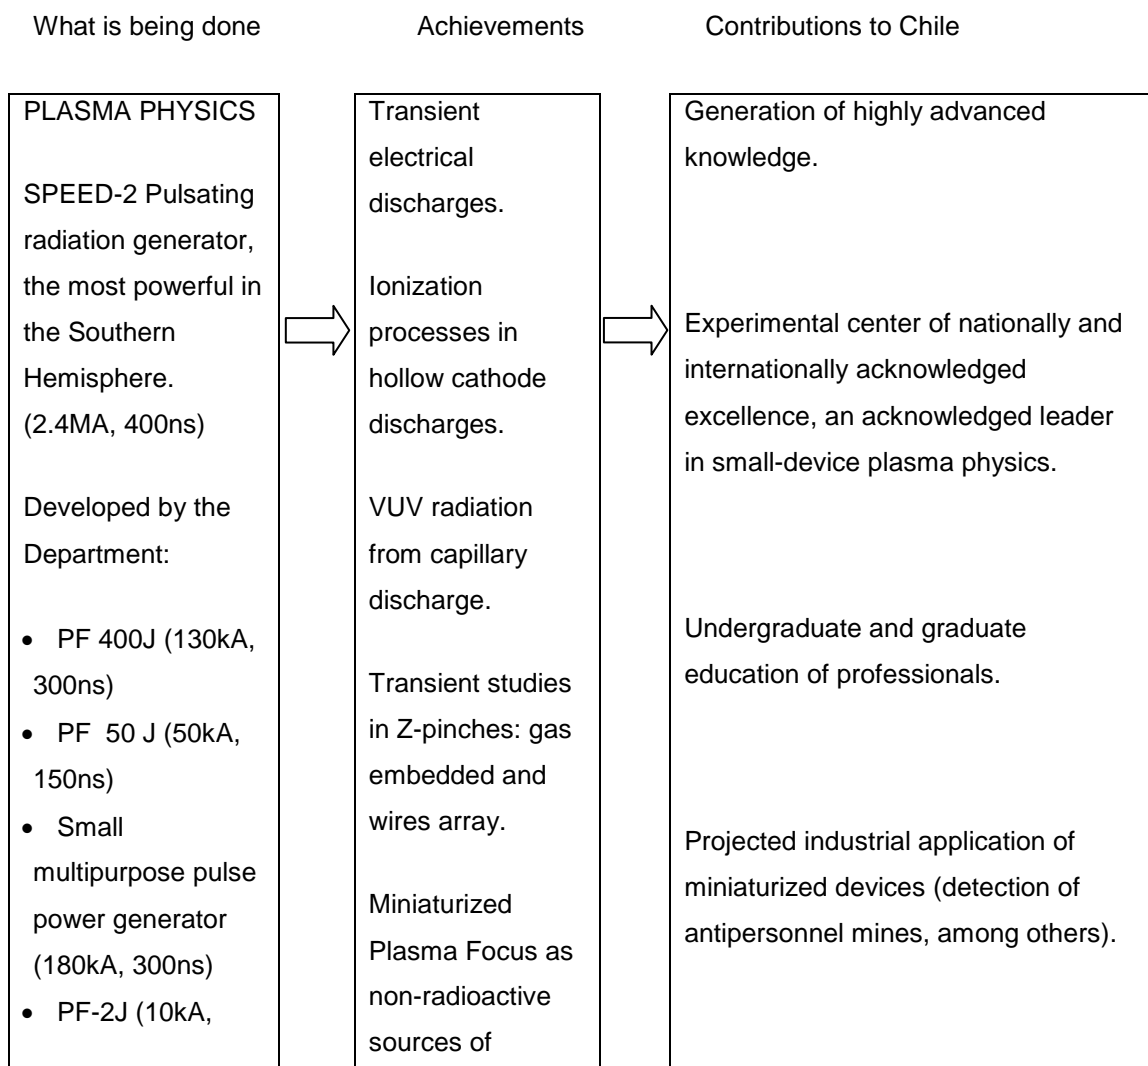 What is being done
Achievements
Contributions to Chile
PLASMA PHYSICS
SPEED-2 Pulsating
radiation generator,
the most powerful in
the Southern
Hemisphere.
(2.4MA, 400ns)
Developed by the
Department:
• PF 400J (130kA,
300ns)
• PF 50 J (50kA,
150ns)
• Small
multipurpose pulse
power generator
(180kA, 300ns)
• PF-2J (10kA,
Transient
electrical
discharges.
Ionization
processes in
hollow cathode
discharges.
VUV radiation
from capillary
discharge.
Transient studies
in Z-pinches: gas
embedded and
wires array.
Miniaturized
Plasma Focus as
non-radioactive
sources of
Generation of highly advanced
knowledge.
Experimental center of nationally and
internationally acknowledged
excellence, an acknowledged leader
in small-device plasma physics.
Undergraduate and graduate
education of professionals.
Projected industrial application of
miniaturized devices (detection of
antipersonnel mines, among others).